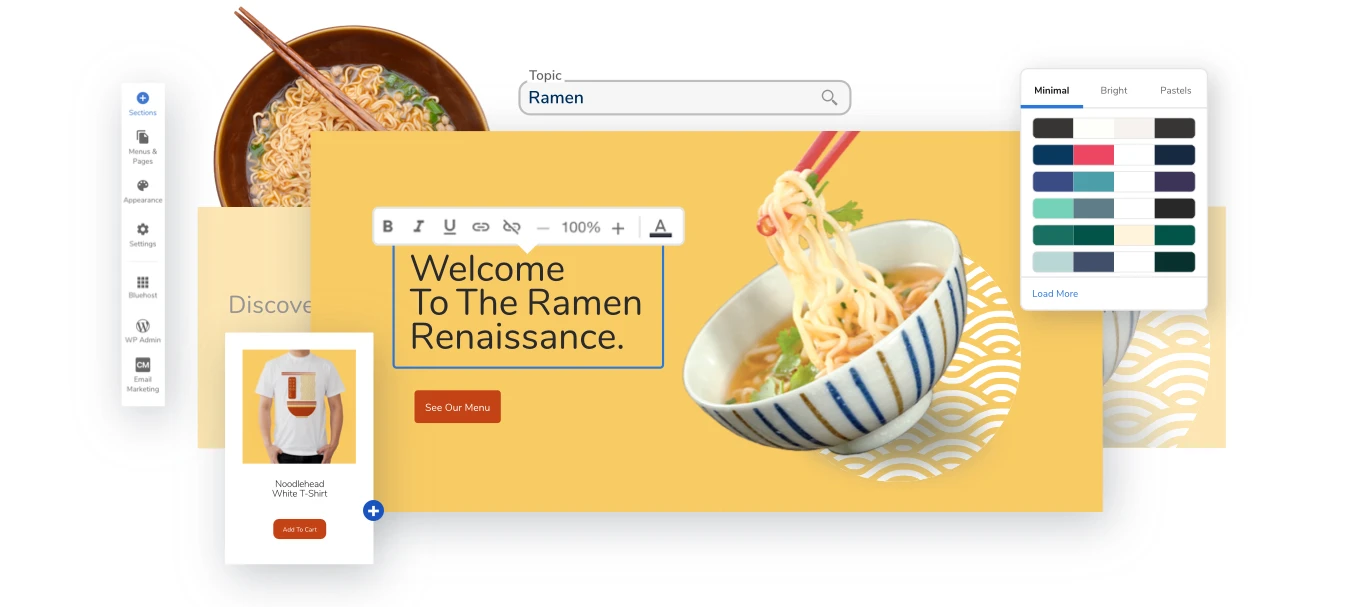 Sections
Menus &
Pages
Appearance
Settings
Bluehost
WP Admin
CM
Email
Marketing
Topic
Ramen
Minimal Bright Pastels
Load More
B I U 100% A
Welcome
To The Ramen
Renaissance.
See Our Menu
Discove
Noodlehead
White T-Shirt
Add To Cart